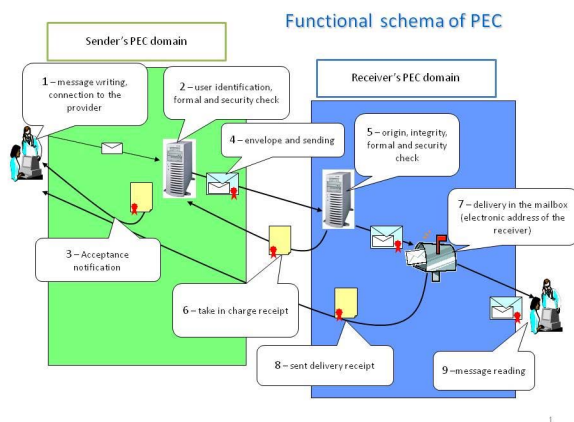 Functional schema of PEC
Sender's PEC domain
Receiver's PEC domain
1 – message writing,
connection to the
provider
2 – user identification,
formal and security check
3 – Acceptance
notification
4 – envelope and sending
5 – origin, integrity,
formal and security
check
6 – take in charge receipt
7 – delivery in the mailbox
(electronic address of the
receiver)
8 – sent delivery receipt
9 –message reading
1